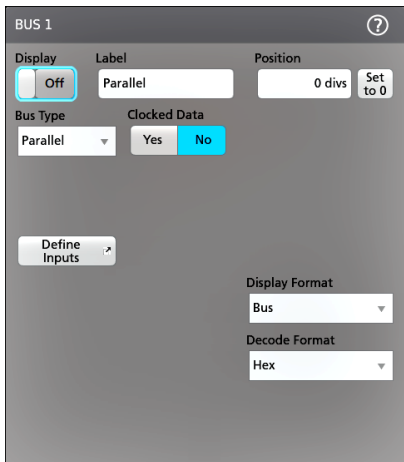 BUS 1
?
Display Label Position
Off Parallel 0 divs Set
to 0
Bus Type Clocked Data
Parallel Yes No
Define
Inputs
Display Format
Bus
Decode Format
Hex